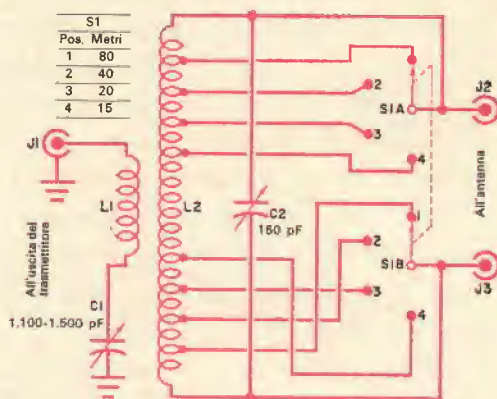 S1
Pos. Metri
1 80
2 40
3 20
4 15
J1
All'uscita del
trasmettitore
L1
C1
1.100÷1.500 pF
L2
C2
150 pF
2
3
4
S1A
J2
All'antenna
1
2
3
4
S1B
J3